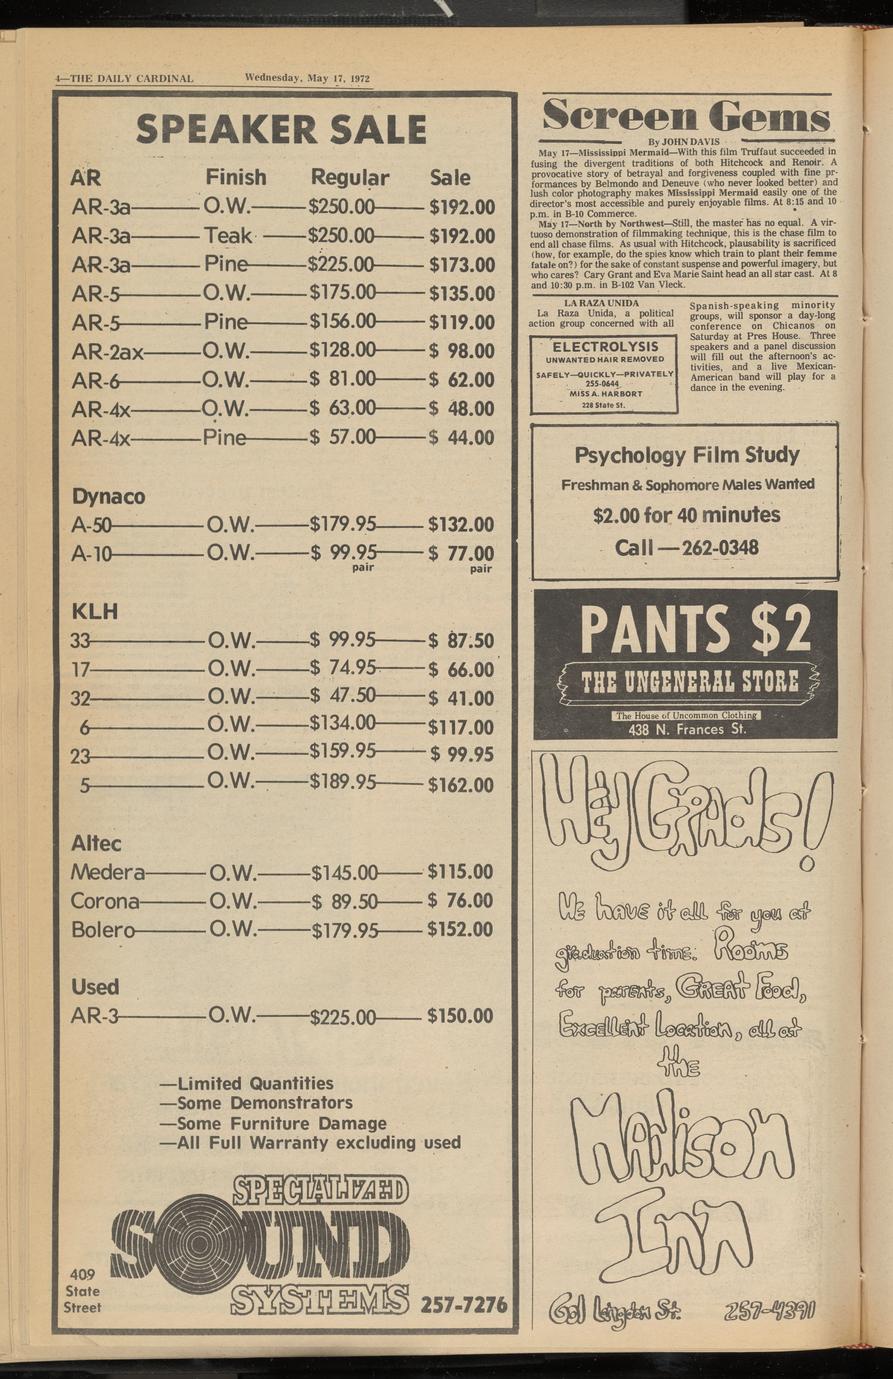 4—THE DAILY CARDINAL Wednesday, May 17, 1972
SPEAKER SALE
AR Finish Regular Sale
AR-3a O.W. $250.00 $192.00
AR-3a Teak $250.00 $192.00
AR-3a Pine $225.00 $173.00
AR-5 O.W. $175.00 $135.00
AR-5 Pine $156.00 $119.00
AR-2ax O.W. $128.00 $ 98.00
AR-6 O.W. $ 81.00 $ 62.00
AR-4x O.W. $ 63.00 $ 48.00
AR-4x Pine $ 57.00 $ 44.00
Dynaco
A-50 O.W. $179.95 $132.00
A-10 O.W. $ 99.95 $ 77.00
pair pair
KLH
33 O.W. $ 99.95 $ 87.50
17 O.W. $ 74.95 $ 66.00
32 O.W. $ 47.50 $ 41.00
6 O.W. $134.00 $117.00
23 O.W. $159.95 $ 99.95
5 O.W. $189.95 $162.00
Altec
Medera O.W. $145.00 $115.00
Corona O.W. $ 89.50 $ 76.00
Bolero O.W. $179.95 $152.00
Used
AR-3 O.W. $225.00 $150.00
—Limited Quantities
—Some Demonstrators
—Some Furniture Damage
—All Full Warranty excluding used
SPECIALIZED
SOUND
SYSTEMS
409
State
Street
257-7276
Screen Gems
By JOHN DAVIS
May 17—Mississippi Mermaid—With this film Truffaut succeeded in
fusing the divergent traditions of both Hitchcock and Renoir. A
provocative story of betrayal and forgiveness coupled with fine pr-
formances by Belmondo and Deneuve (who never looked better) and
lush color photography makes Mississippi Mermaid easily one of the
director's most accessible and purely enjoyable films. At 8:15 and 10
p.m. in B-10 Commerce.
May 17—North by Northwest—Still, the master has no equal. A vir-
tuoso demonstration of filmmaking technique, this is the chase film to
end all chase films. As usual with Hitchcock, plausability is sacrificed
(how, for example, do the spies know which train to plant their femme
fatale on?) for the sake of constant suspense and powerful imagery, but
who cares? Cary Grant and Eva Marie Saint head an all star cast. At 8
and 10:30 p.m. in B-102 Van Vleck.
LA RAZA UNIDA
La Raza Unida, a political
action group concerned with all
Spanish-speaking minority
groups, will sponsor a day-long
conference on Chicanos on
Saturday at Pres House. Three
speakers and a panel discussion
will fill out the afternoon's ac-
tivities, and a live Mexican-
American band will play for a
dance in the evening.
ELECTROLYSIS
UNWANTED HAIR REMOVED
SAFELY—QUICKLY—PRIVATELY
255-0644
MISS A. HARBORT
228 State St.
Psychology Film Study
Freshman & Sophomore Males Wanted
$2.00 for 40 minutes
Call — 262-0348
PANTS $2
THE UNGENERAL STORE
The House of Uncommon Clothing
438 N. Frances St.
Hey Grads!
We have it all for you at
graduation time. Rooms
for parents, Great Food,
Excellent Location, all at
the
Madison
Inn
601 Langdon St. 257-4391